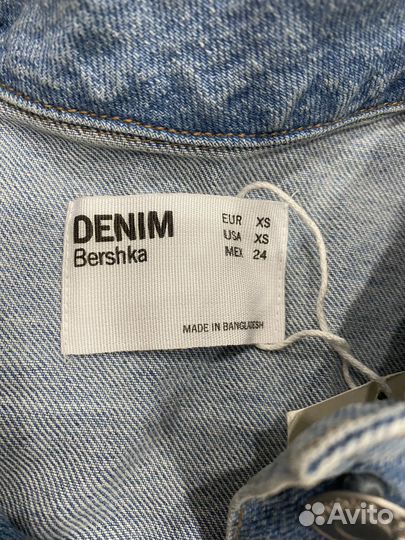 DENIM
Bershka
EUR XS
USA XS
MEX 24
MADE IN BANGLADESH
Avito